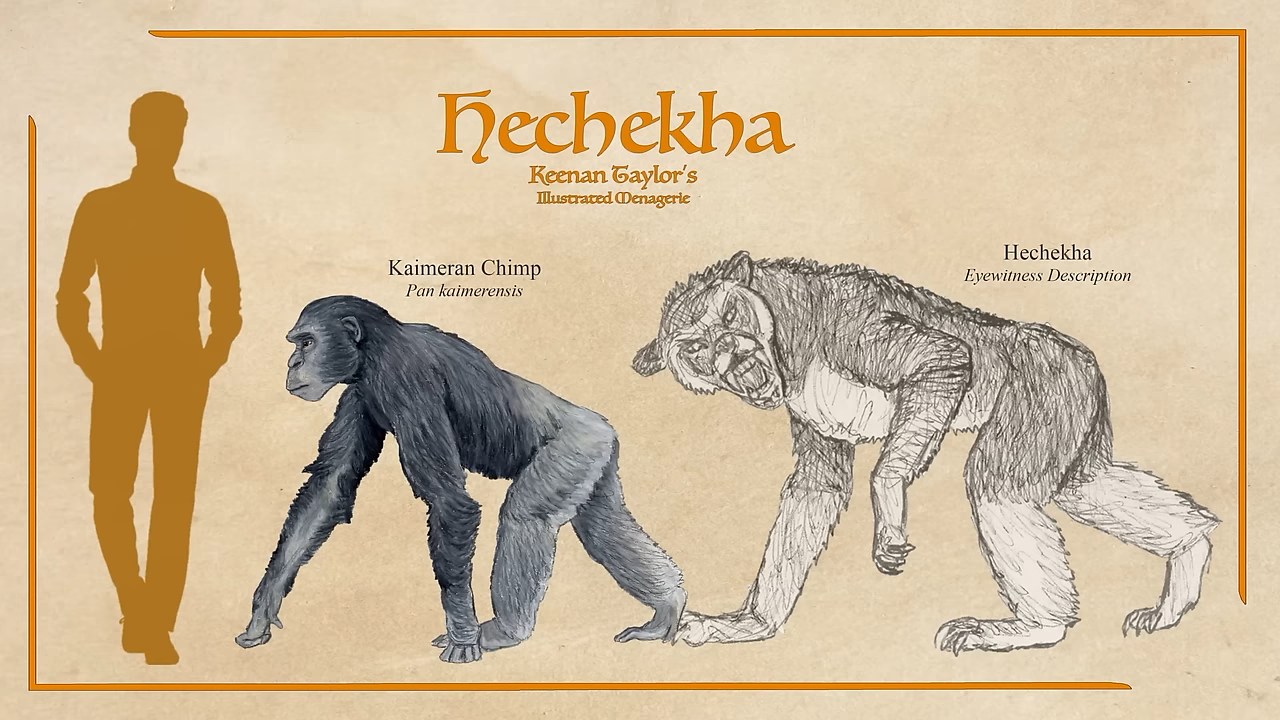 Hechekha
Keenan Taylor's
Illustrated Menagerie
Kaimeran Chimp
Pan kaimerensis
Hechekha
Eyewitness Description